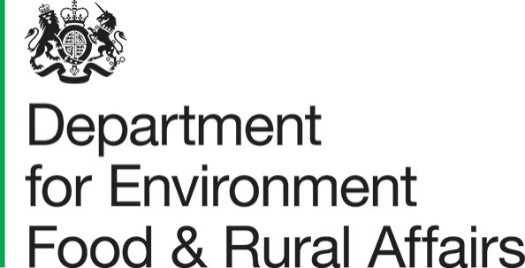 Department
for Environment
Food & Rural Affairs